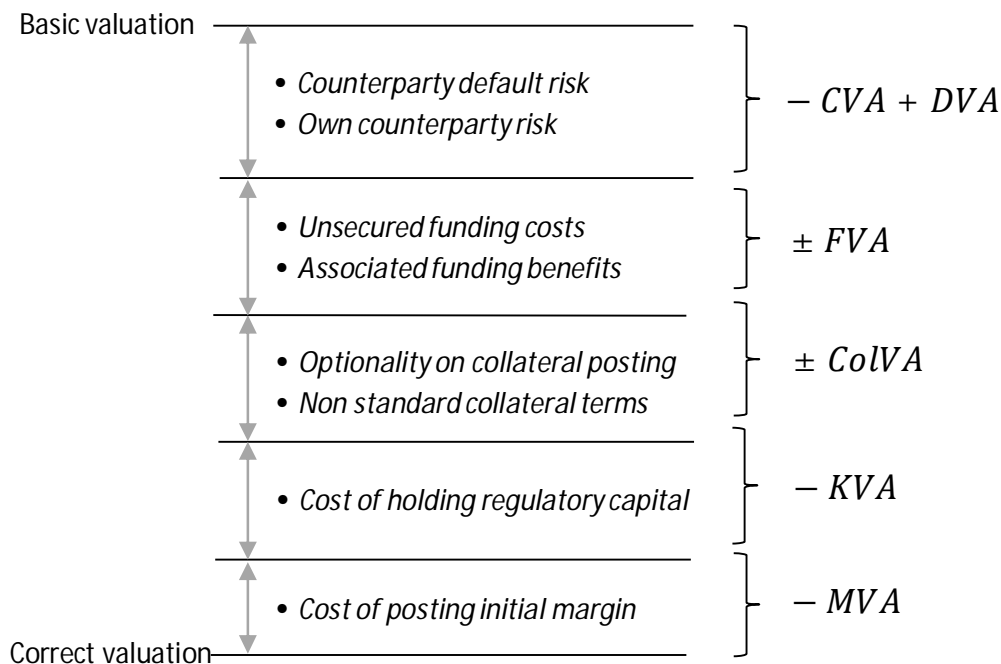 Basic valuation
• Counterparty default risk
• Own counterparty risk
− CVA + DVA
• Unsecured funding costs
• Associated funding benefits
± FVA
• Optionality on collateral posting
• Non standard collateral terms
± ColVA
• Cost of holding regulatory capital
− KVA
• Cost of posting initial margin
− MVA
Correct valuation